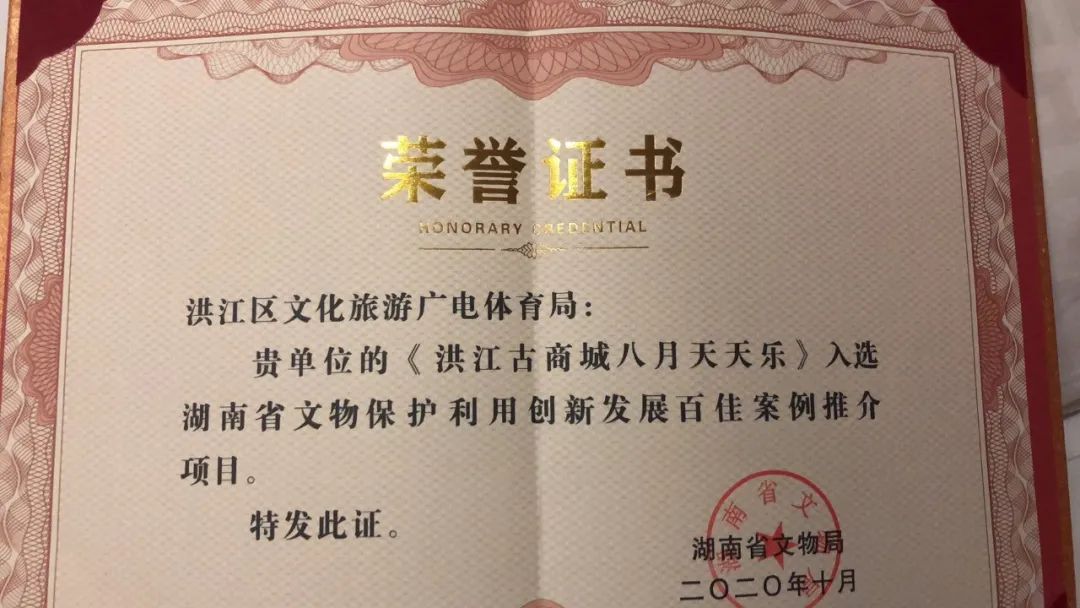 荣誉证书
HONORARY CREDENTIAL
洪江区文化旅游广电体育局：
贵单位的《洪江古商城八月天天乐》入选
湖南省文物保护利用创新发展百佳案例推介
项目。
特发此证。
湖南省文物局
二〇二〇年十月